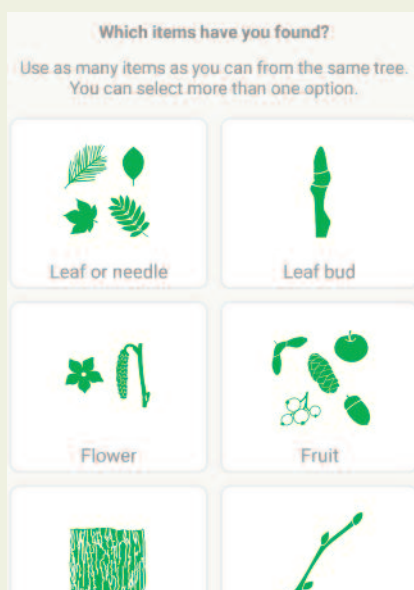 Which items have you found?
Use as many items as you can from the same tree.
You can select more than one option.
Leaf or needle
Leaf bud
Flower
Fruit